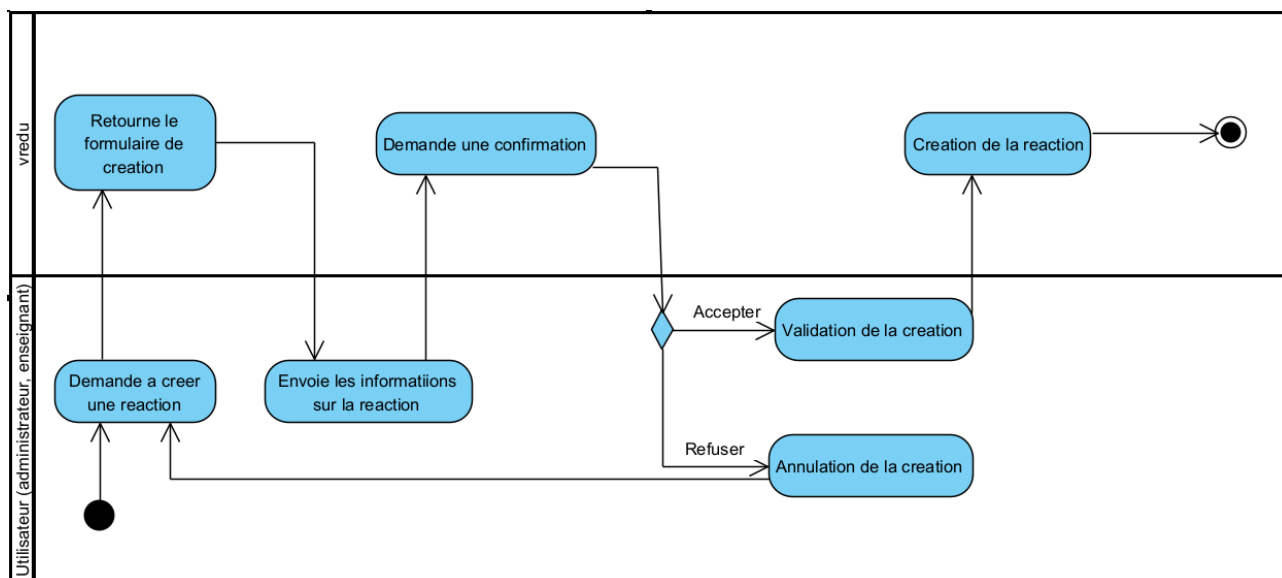 vredu
Retourne le
formulaire de
creation
Demande une confirmation
Creation de la reaction
Utilisateur (administrateur, enseignant)
Demande a creer
une reaction
Envoie les informatiions
sur la reaction
Accepter
Validation de la creation
Refuser
Annulation de la creation